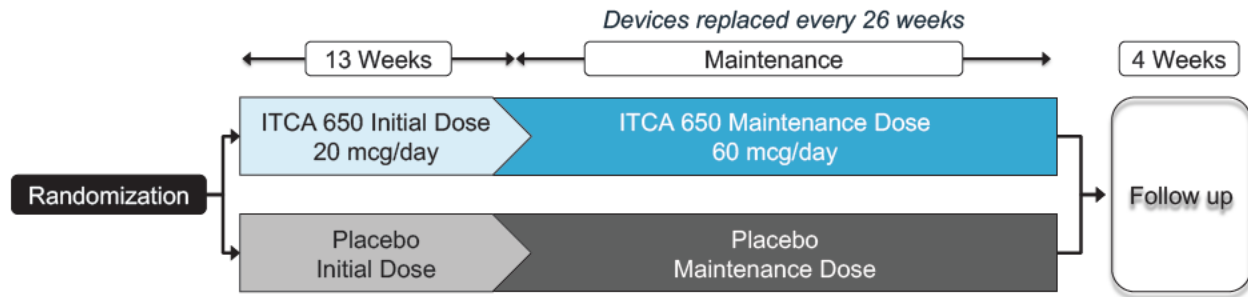 Devices replaced every 26 weeks
13 Weeks
Maintenance
4 Weeks
ITCA 650 Initial Dose
20 mcg/day
ITCA 650 Maintenance Dose
60 mcg/day
Randomization
Follow up
Placebo
Initial Dose
Placebo
Maintenance Dose